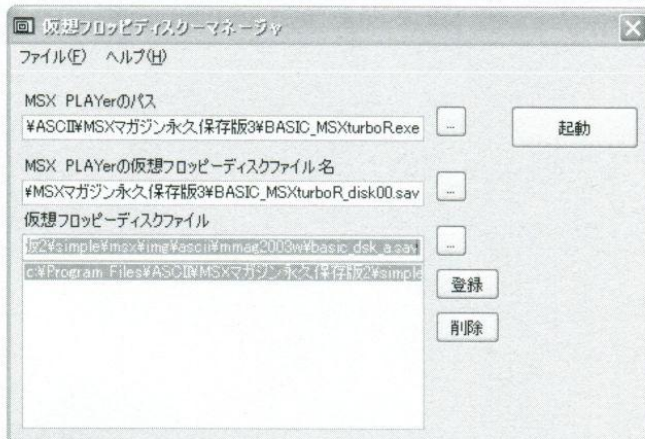 仮想フロッピディスクーマネージャ
ファイル(F) ヘルプ(H)
MSX PLAYerのパス
¥ASCII¥MSXマガジン永久保存版3¥BASIC_MSXturboR.exe
...
起動
MSX PLAYerの仮想フロッピーディスクファイル名
¥MSXマガジン永久保存版3¥BASIC_MSXturboR_disk00.sav
...
仮想フロッピーディスクファイル
版2¥simple¥msx¥img¥ascii¥mmag2003w¥basic_dsk_a.sav
...
c:¥Program Files¥ASCII¥MSXマガジン永久保存版2¥simple
登録
削除